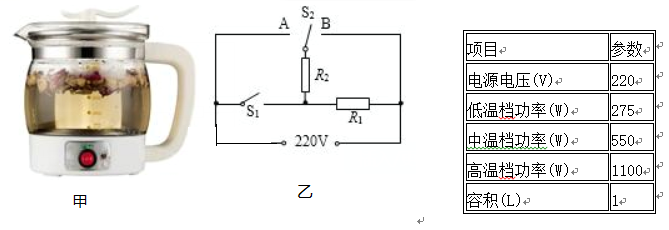 S₂
A B
R₂
S₁
R₁
220V
甲
乙
项目 参数
电源电压(V) 220
低温档功率(W) 275
中温档功率(W) 550
高温档功率(W) 1100
容积(L) 1